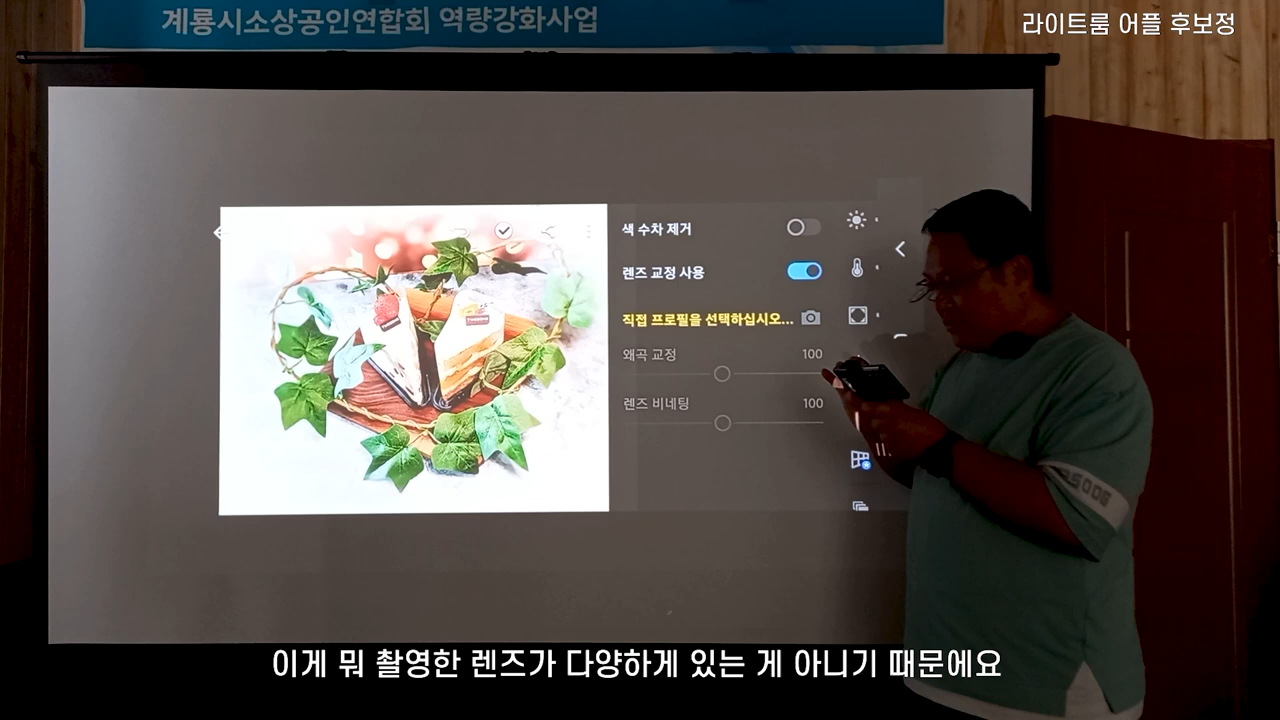 계룡시소상공인연합회 역량강화사업
라이트룸 어플 후보정
색 수차 제거
렌즈 교정 사용
직접 프로필을 선택하십시오...
왜곡 교정 100
렌즈 비네팅 100
이게 뭐 촬영한 렌즈가 다양하게 있는 게 아니기 때문에요